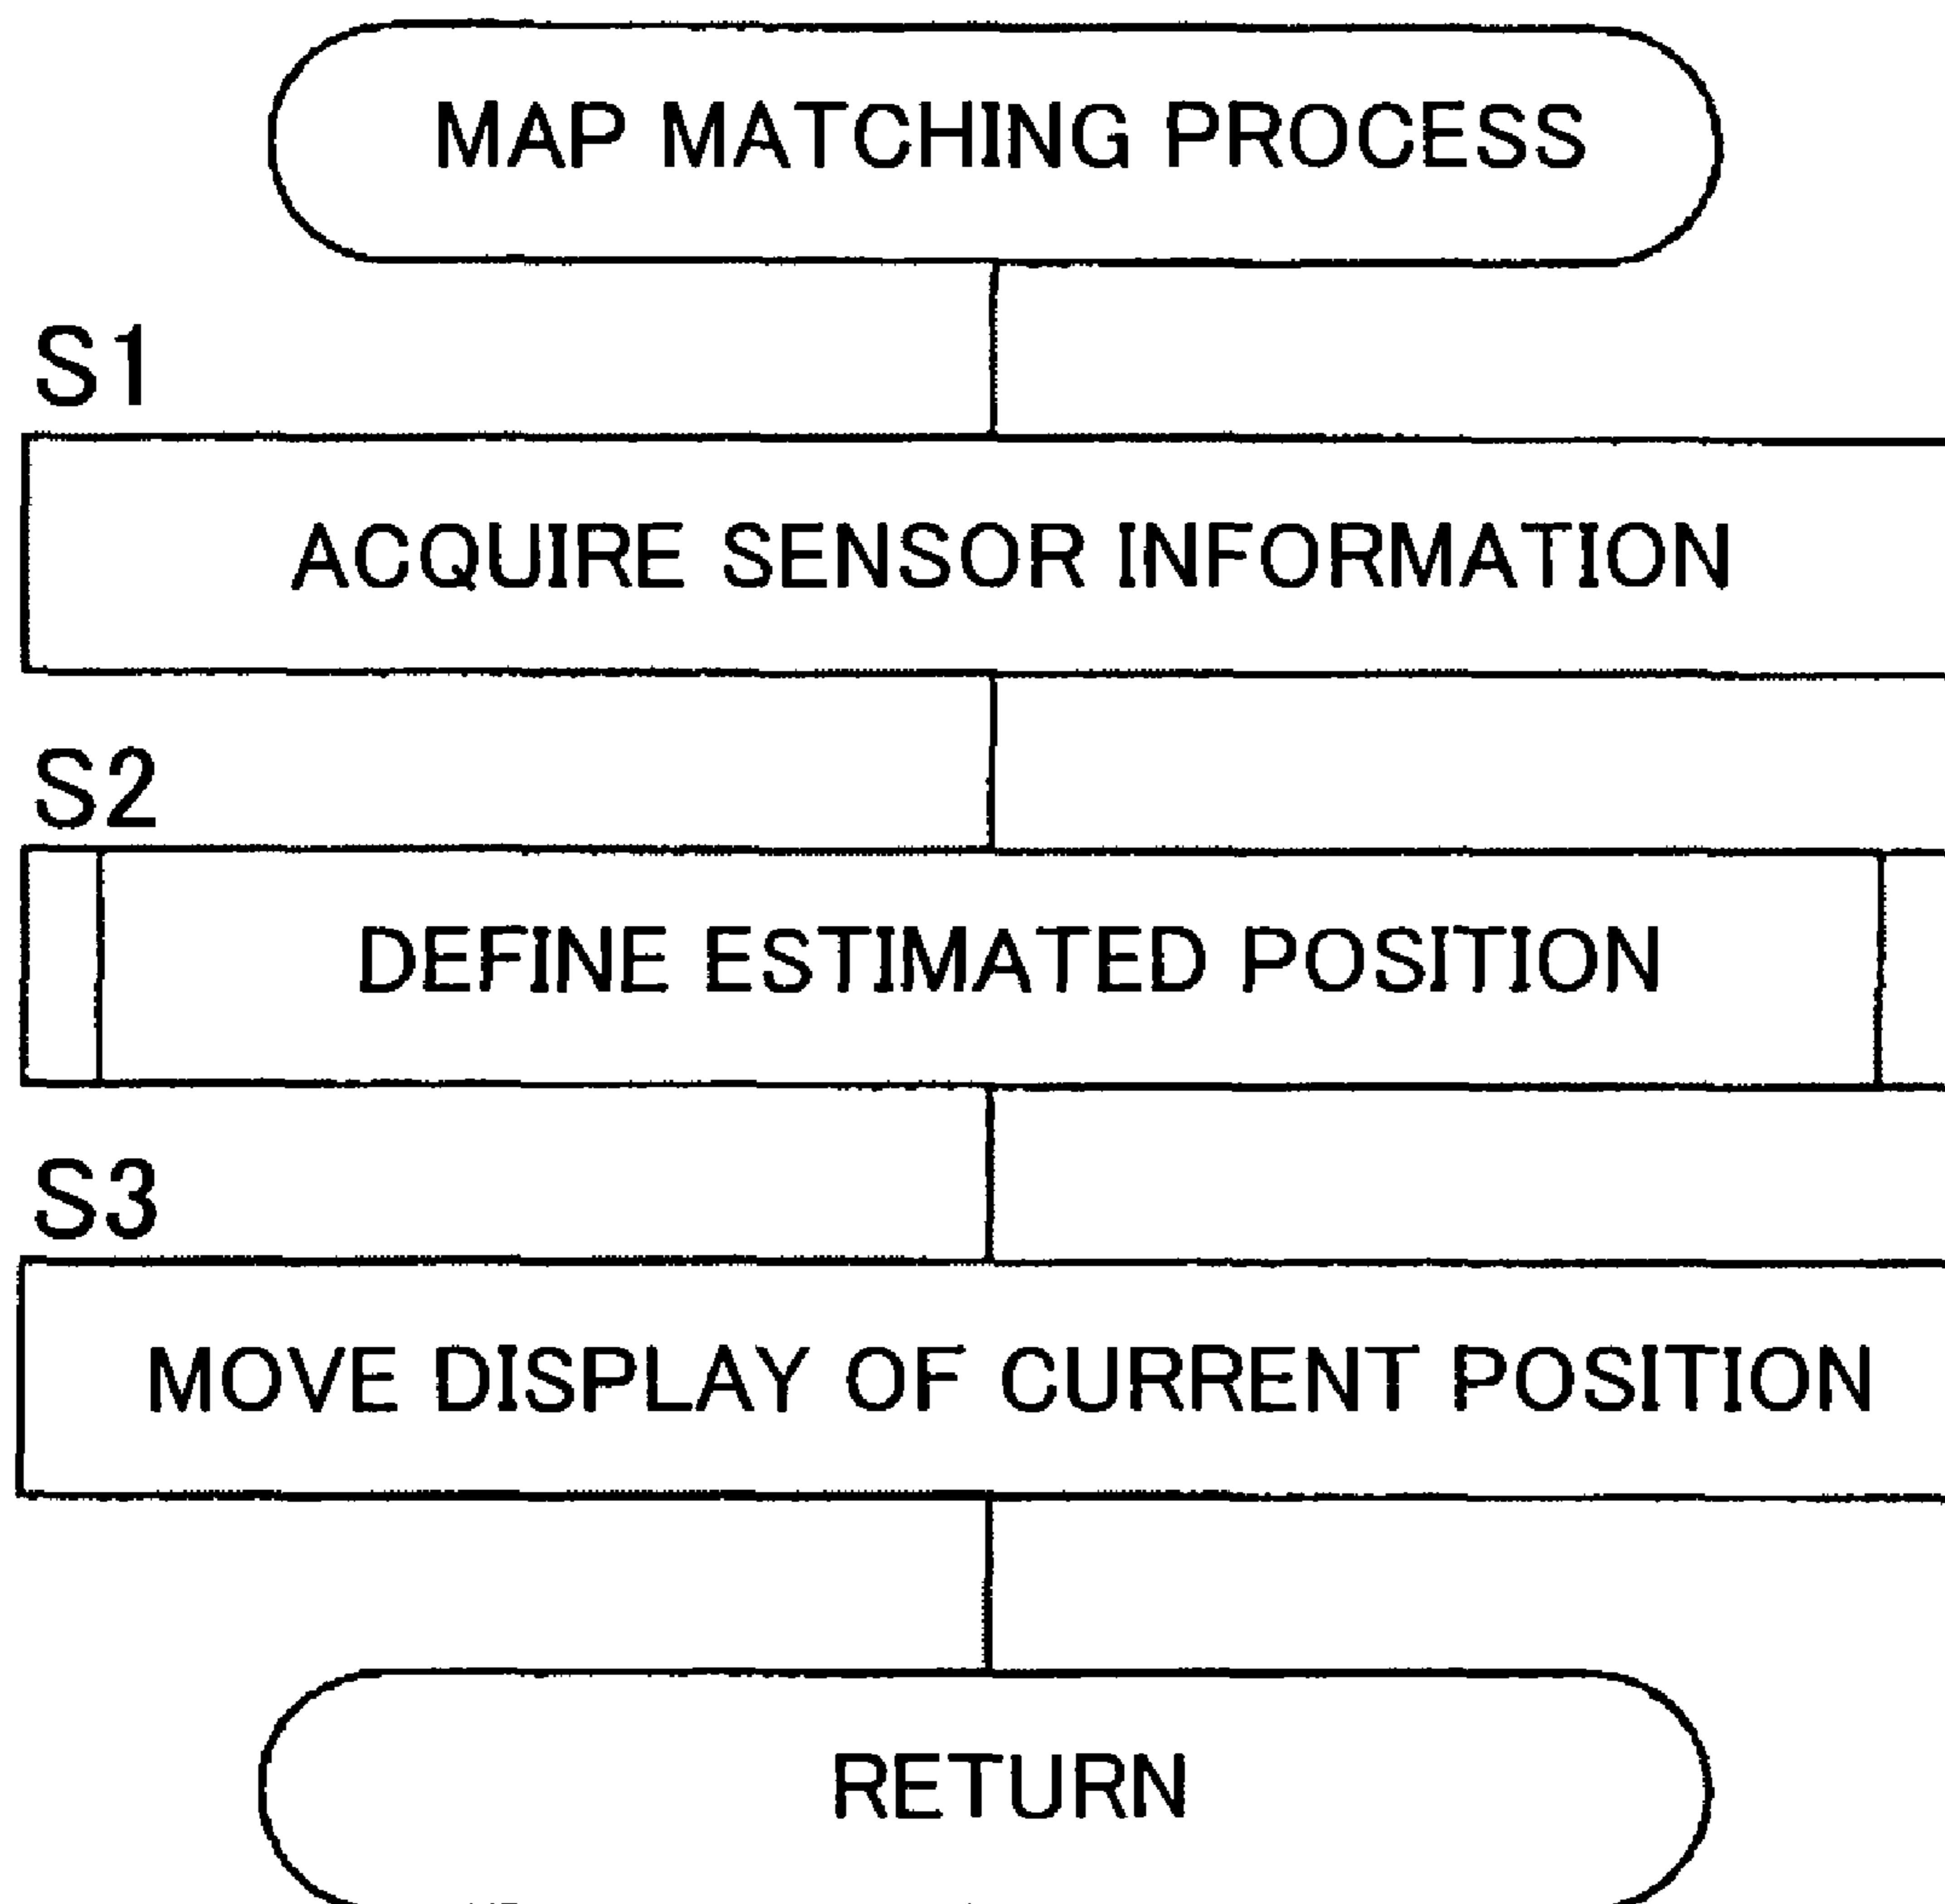 MAP MATCHING PROCESS
S1
ACQUIRE SENSOR INFORMATION
S2
DEFINE ESTIMATED POSITION
S3
MOVE DISPLAY OF CURRENT POSITION
RETURN